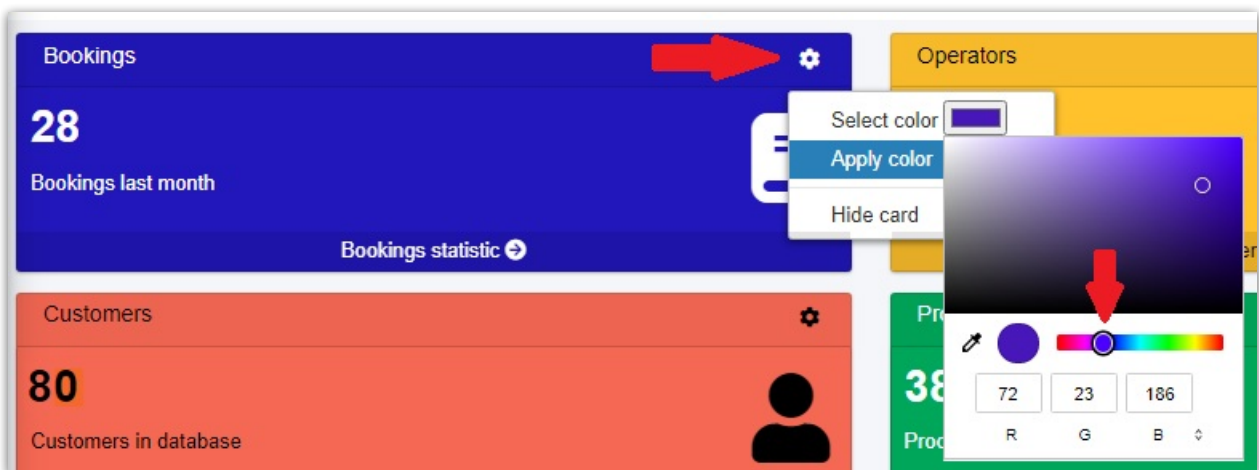 Bookings
28
Bookings last month
Bookings statistic
Operators
Select color
Apply color
Hide card
Customers
80
Customers in database
38
72 23 186
R G B